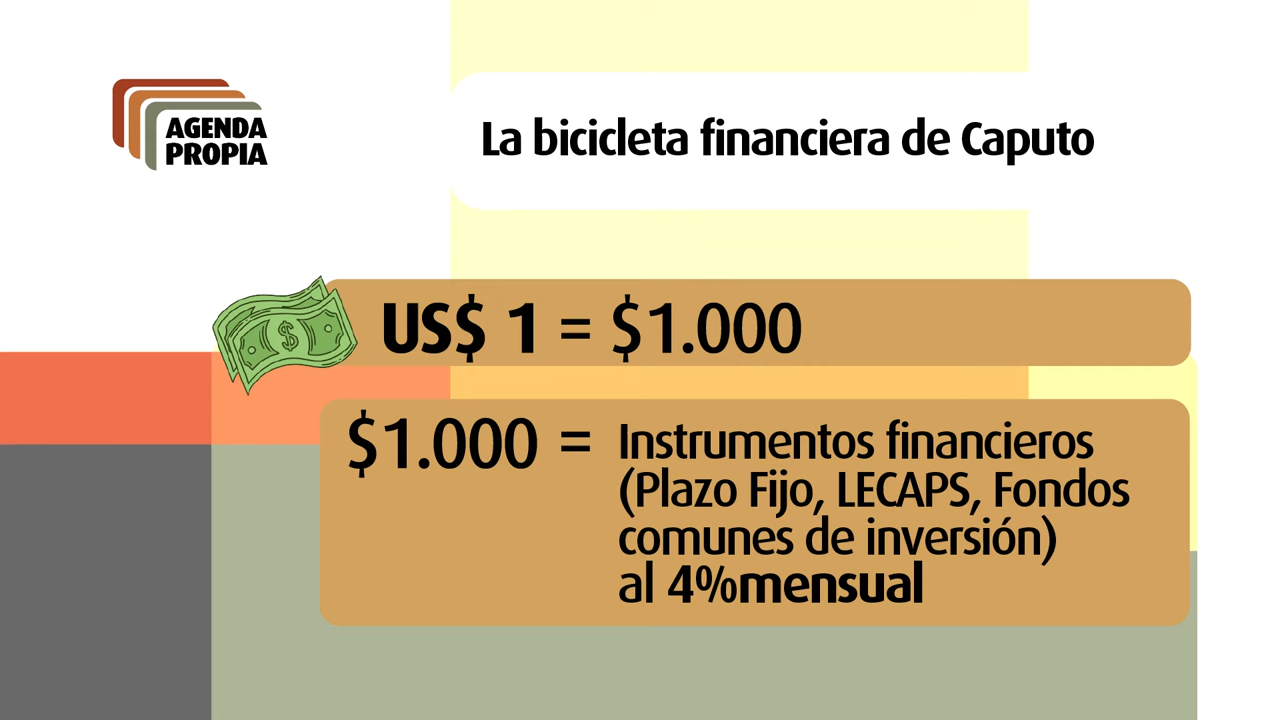 AGENDA
PROPIA
La bicicleta financiera de Caputo
US$ 1 = $1.000
$1.000 = Instrumentos financieros
(Plazo Fijo, LECAPS, Fondos
comunes de inversión)
al 4%mensual